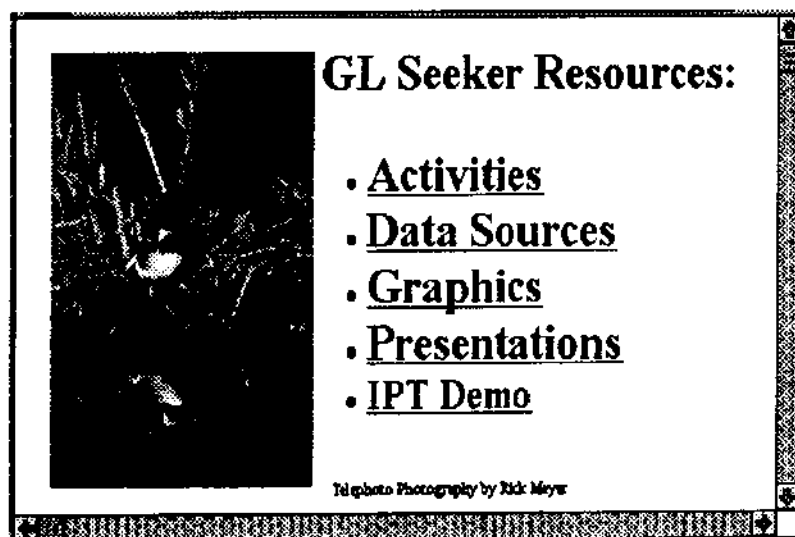 GL Seeker Resources:
• Activities
• Data Sources
• Graphics
• Presentations
• IPT Demo
Telephoto Photography by Rick Meyer